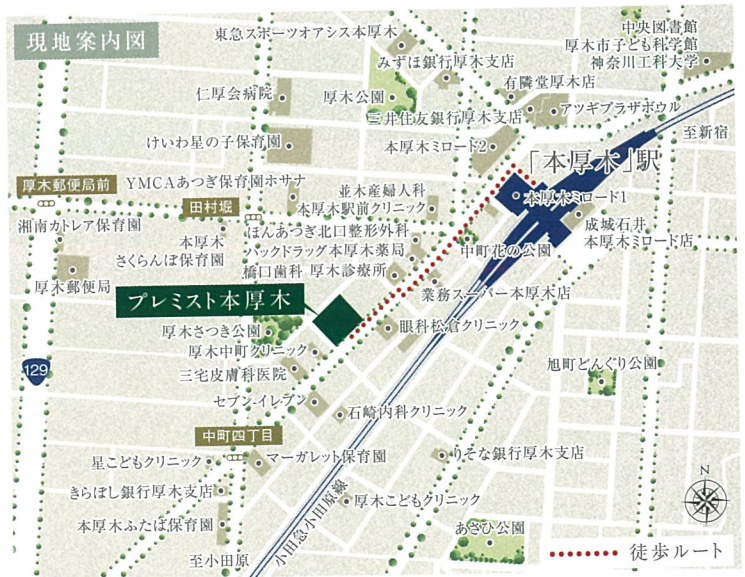 現地案内図
東急スポーツオアシス本厚木
中央図書館
厚木市子ども科学館
神奈川工科大学
みずほ銀行厚木支店
有隣堂厚木店
仁厚会病院
厚木公園
三井住友銀行厚木支店
アツギプラザボウル
至新宿
けいわ星の子保育園
本厚木ミロード2
「本厚木」駅
厚木郵便局前
YMCAあつぎ保育園ホサナ
並木産婦人科
本厚木駅前クリニック
本厚木ミロード1
田村堀
湘南カトレア保育園
本厚木
さくらんぼ保育園
ほんあつぎ北口整形外科
パックドラッグ本厚木薬局
橋口歯科 厚木診療所
中町花の公園
成城石井
本厚木ミロード店
厚木郵便局
業務スーパー本厚木店
プレミスト本厚木
厚木さつき公園
眼科松倉クリニック
厚木中町クリニック
129
三宅皮膚科医院
旭町どんぐり公園
セブン-イレブン
石崎内科クリニック
中町四丁目
星こどもクリニック
マーガレット保育園
りそな銀行厚木支店
きらぼし銀行厚木支店
小田急小田原線
厚木こどもクリニック
N
本厚木ふたば保育園
あさひ公園
至小田原
徒歩ルート